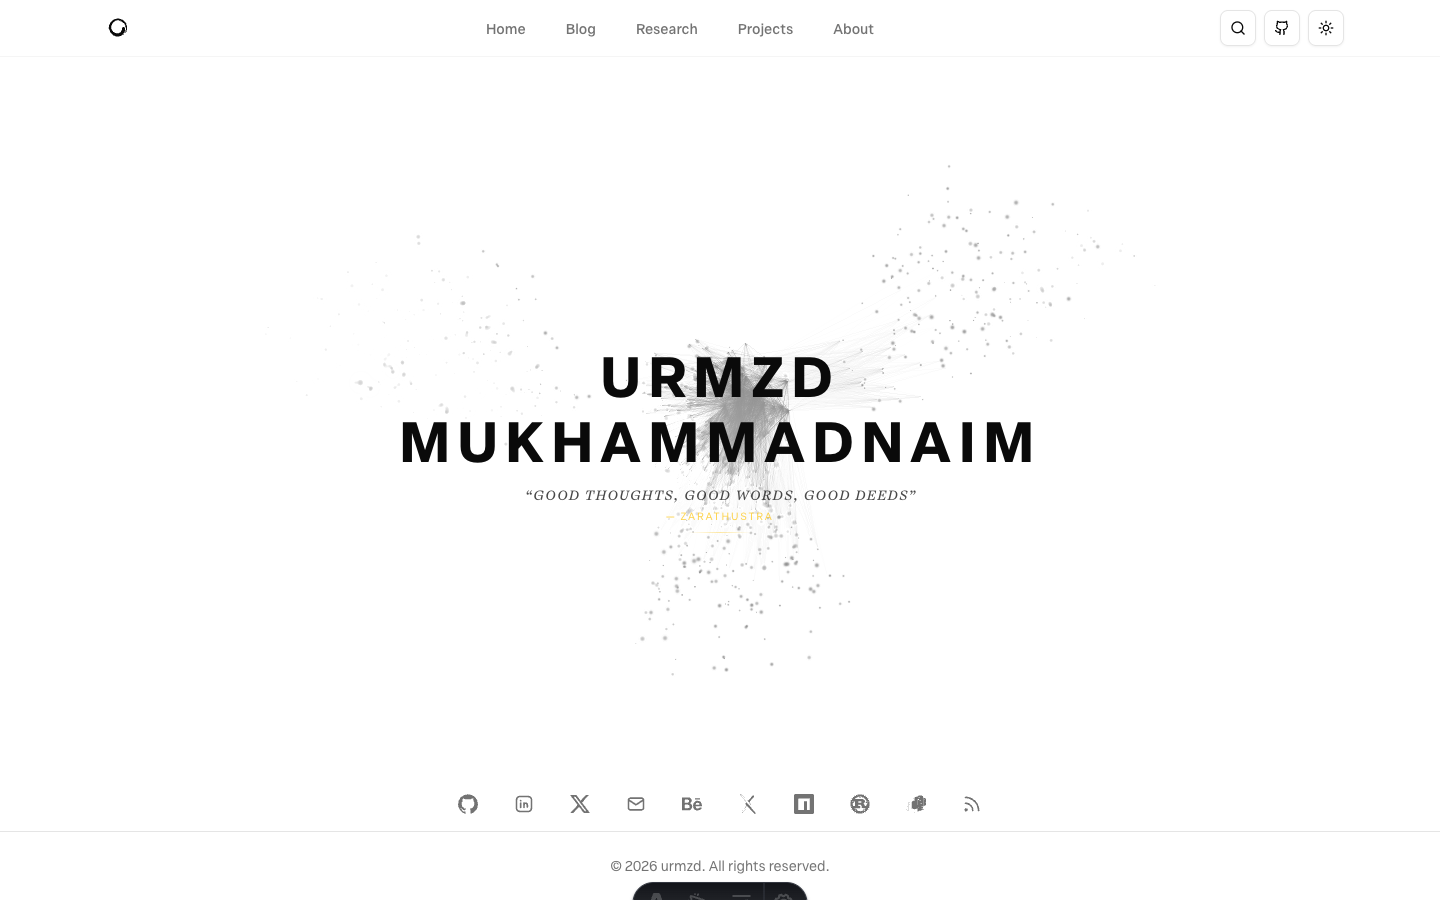 Home
Blog
Research
Projects
About
URMZD
MUKHAMMADNAIM
“GOOD THOUGHTS, GOOD WORDS, GOOD DEEDS”
— ZARATHUSTRA
Bē
© 2026 urmzd. All rights reserved.